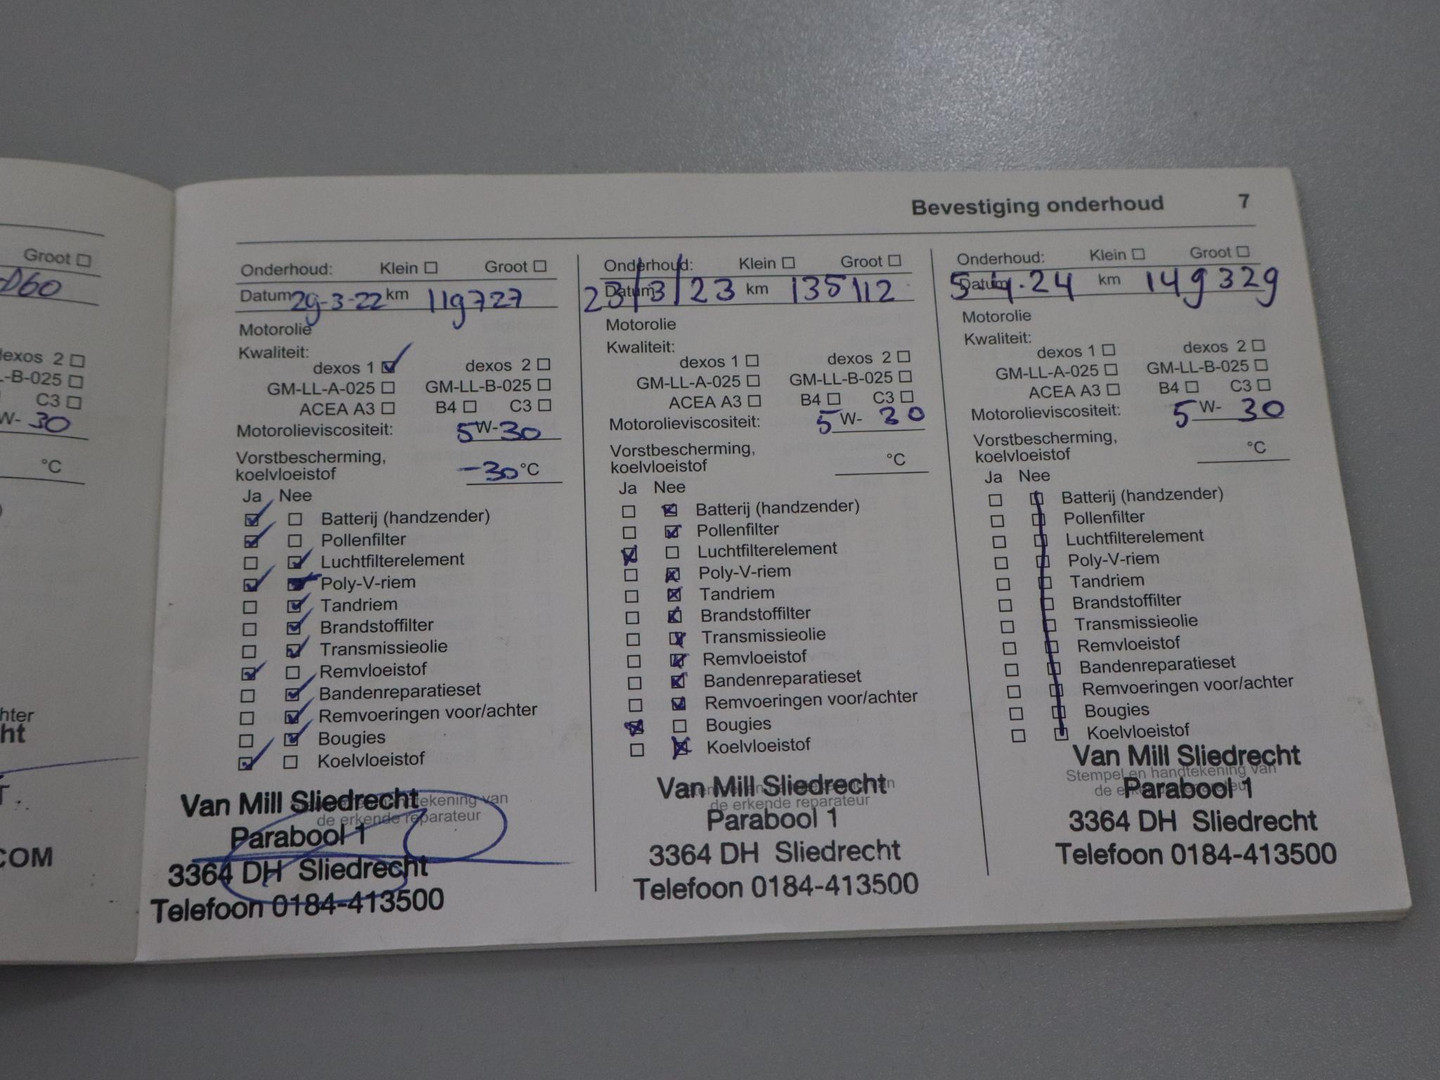 Bevestiging onderhoud 7
Groot
060
dexos 2
L-B-025
C3
W- 30
°C
hter
ht
T.
COM
Onderhoud: Klein Groot
Datum 29-3-22 km 119727
Motorolie
Kwaliteit:
dexos 1 dexos 2
GM-LL-A-025 GM-LL-B-025
ACEA A3 B4 C3
Motorolieviscositeit: 5W-30
Vorstbescherming,
koelvloeistof -30 °C
Ja Nee
Batterij (handzender)
Pollenfilter
Luchtfilterelement
Poly-V-riem
Tandriem
Brandstoffilter
Transmissieolie
Remvloeistof
Bandenreparatieset
Remvoeringen voor/achter
Bougies
Koelvloeistof
tekening van
de erkende reparateur
Van Mill Sliedrecht
Parabool 1
3364 DH Sliedrecht
Telefoon 0184-413500
Onderhoud: Klein Groot
Datum 23/3/23 km 135112
Motorolie
Kwaliteit:
dexos 1 dexos 2
GM-LL-A-025 GM-LL-B-025
ACEA A3 B4 C3
Motorolieviscositeit: 5W- 30
Vorstbescherming,
koelvloeistof °C
Ja Nee
Batterij (handzender)
Pollenfilter
Luchtfilterelement
Poly-V-riem
Tandriem
Brandstoffilter
Transmissieolie
Remvloeistof
Bandenreparatieset
Remvoeringen voor/achter
Bougies
Koelvloeistof
de erkende reparateur
Van Mill Sliedrecht
Parabool 1
3364 DH Sliedrecht
Telefoon 0184-413500
Onderhoud: Klein Groot
Datum 5-4.24 km 149329
Motorolie
Kwaliteit:
dexos 1 dexos 2
GM-LL-A-025 GM-LL-B-025
ACEA A3 B4 C3
Motorolieviscositeit: 5W- 30
Vorstbescherming,
koelvloeistof °C
Ja Nee
Batterij (handzender)
Pollenfilter
Luchtfilterelement
Poly-V-riem
Tandriem
Brandstoffilter
Transmissieolie
Remvloeistof
Bandenreparatieset
Remvoeringen voor/achter
Bougies
Koelvloeistof
Van Mill Sliedrecht
Stempel en handtekening van
Parabool 1
3364 DH Sliedrecht
Telefoon 0184-413500